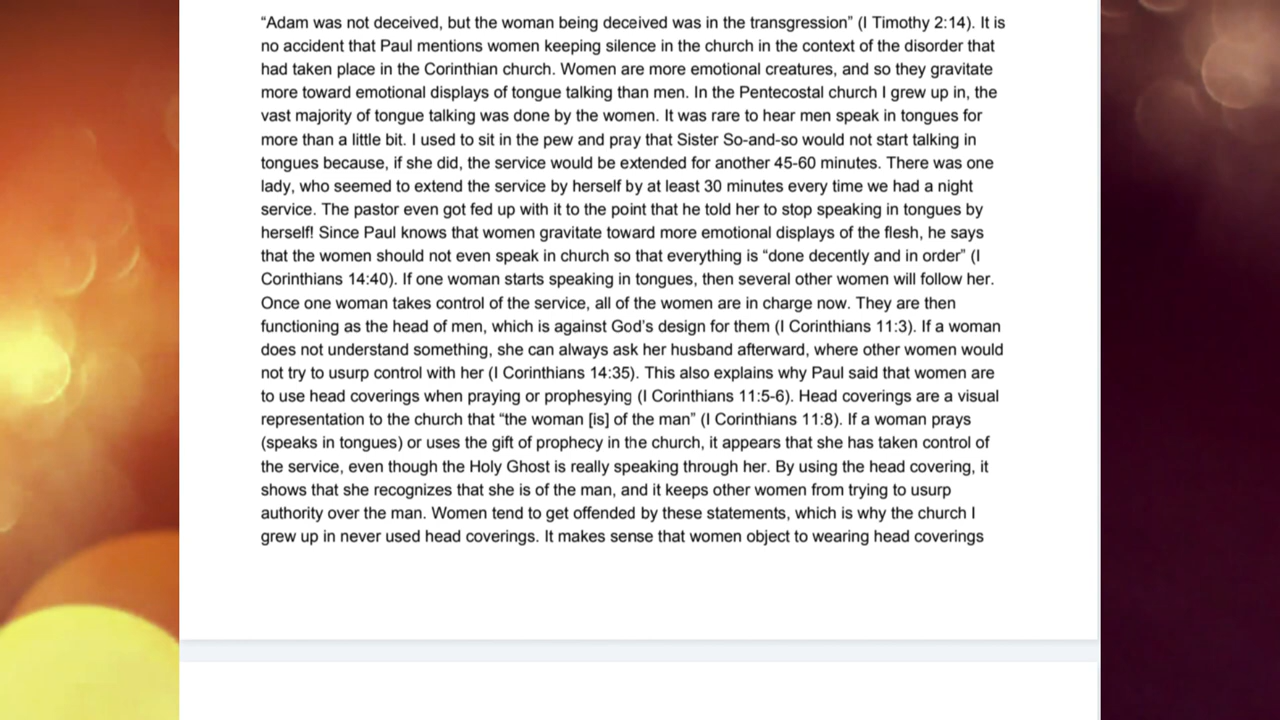 “Adam was not deceived, but the woman being deceived was in the transgression” (I Timothy 2:14). It is
no accident that Paul mentions women keeping silence in the church in the context of the disorder that
had taken place in the Corinthian church. Women are more emotional creatures, and so they gravitate
more toward emotional displays of tongue talking than men. In the Pentecostal church I grew up in, the
vast majority of tongue talking was done by the women. It was rare to hear men speak in tongues for
more than a little bit. I used to sit in the pew and pray that Sister So-and-so would not start talking in
tongues because, if she did, the service would be extended for another 45-60 minutes. There was one
lady, who seemed to extend the service by herself by at least 30 minutes every time we had a night
service. The pastor even got fed up with it to the point that he told her to stop speaking in tongues by
herself! Since Paul knows that women gravitate toward more emotional displays of the flesh, he says
that the women should not even speak in church so that everything is “done decently and in order” (I
Corinthians 14:40). If one woman starts speaking in tongues, then several other women will follow her.
Once one woman takes control of the service, all of the women are in charge now. They are then
functioning as the head of men, which is against God’s design for them (I Corinthians 11:3). If a woman
does not understand something, she can always ask her husband afterward, where other women would
not try to usurp control with her (I Corinthians 14:35). This also explains why Paul said that women are
to use head coverings when praying or prophesying (I Corinthians 11:5-6). Head coverings are a visual
representation to the church that “the woman [is] of the man” (I Corinthians 11:8). If a woman prays
(speaks in tongues) or uses the gift of prophecy in the church, it appears that she has taken control of
the service, even though the Holy Ghost is really speaking through her. By using the head covering, it
shows that she recognizes that she is of the man, and it keeps other women from trying to usurp
authority over the man. Women tend to get offended by these statements, which is why the church I
grew up in never used head coverings. It makes sense that women object to wearing head coverings